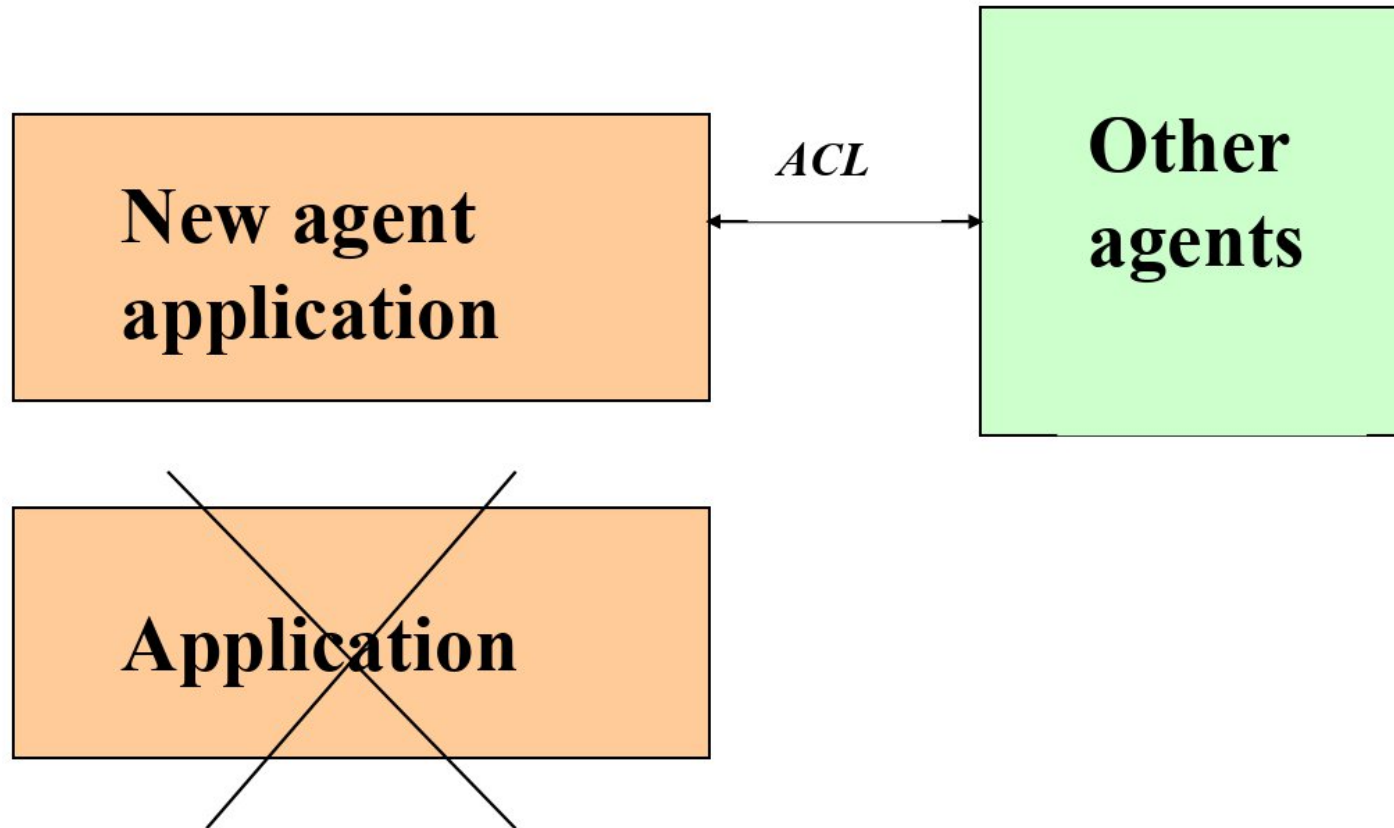 New agent
application
ACL
Other
agents
Application